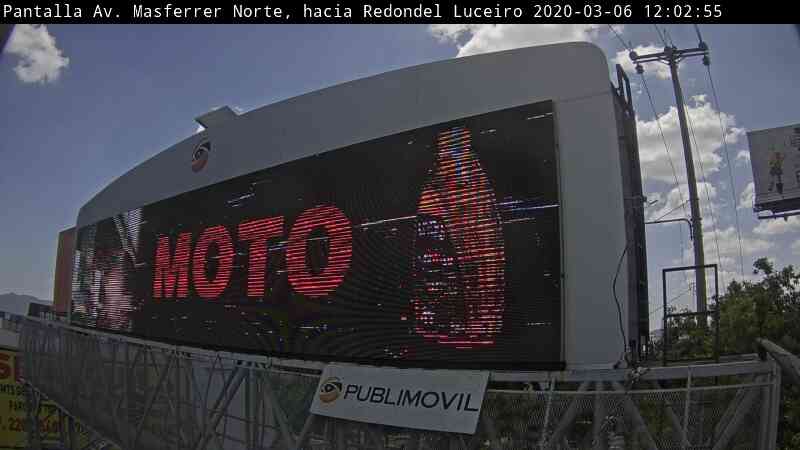 Pantalla Av. Masferrer Norte, hacia Redondel Luceiro 2020-03-06 12:02:55
MOTO
PUBLIMOVIL